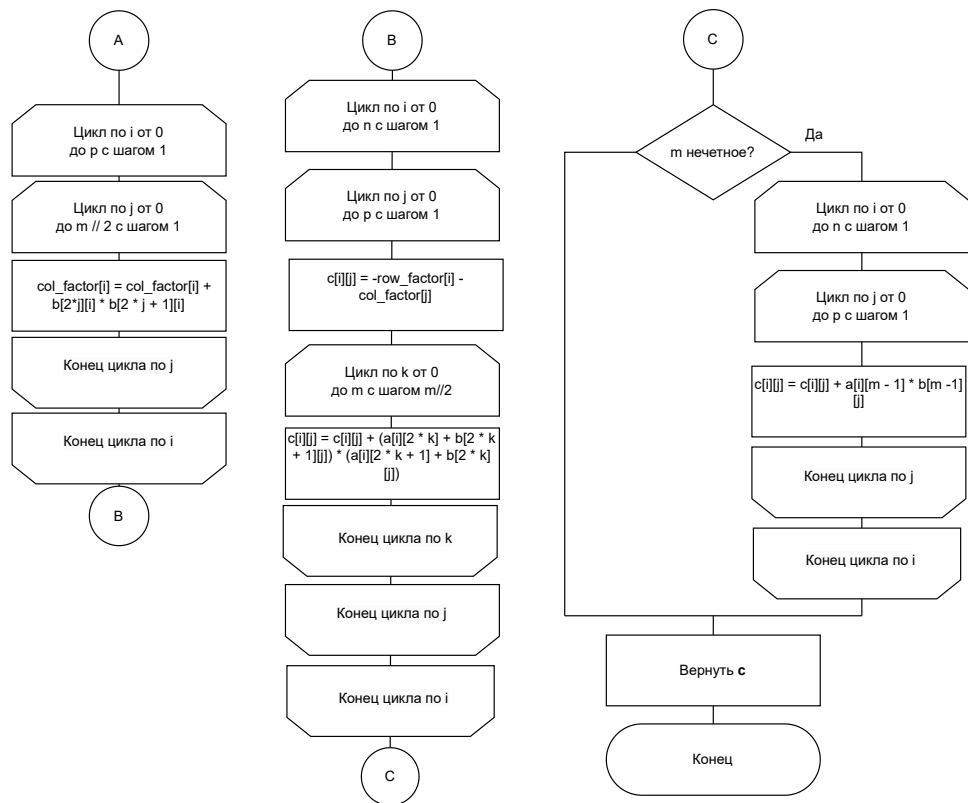 A
Цикл по i от 0
до p с шагом 1
Цикл по j от 0
до m // 2 с шагом 1
col_factor[i] = col_factor[i] +
b[2*j][i] * b[2 * j + 1][i]
Конец цикла по j
Конец цикла по i
B
B
Цикл по i от 0
до n с шагом 1
Цикл по j от 0
до p с шагом 1
c[i][j] = -row_factor[i] -
col_factor[j]
Цикл по k от 0
до m с шагом m//2
c[i][j] = c[i][j] + (a[i][2 * k] + b[2 * k
+ 1][j]) * (a[i][2 * k + 1] + b[2 * k]
[j])
Конец цикла по k
Конец цикла по j
Конец цикла по i
C
C
m нечетное?
Да
Цикл по i от 0
до n с шагом 1
Цикл по j от 0
до p с шагом 1
c[i][j] = c[i][j] + a[i][m - 1] * b[m -1]
[j]
Конец цикла по j
Конец цикла по i
Вернуть c
Конец